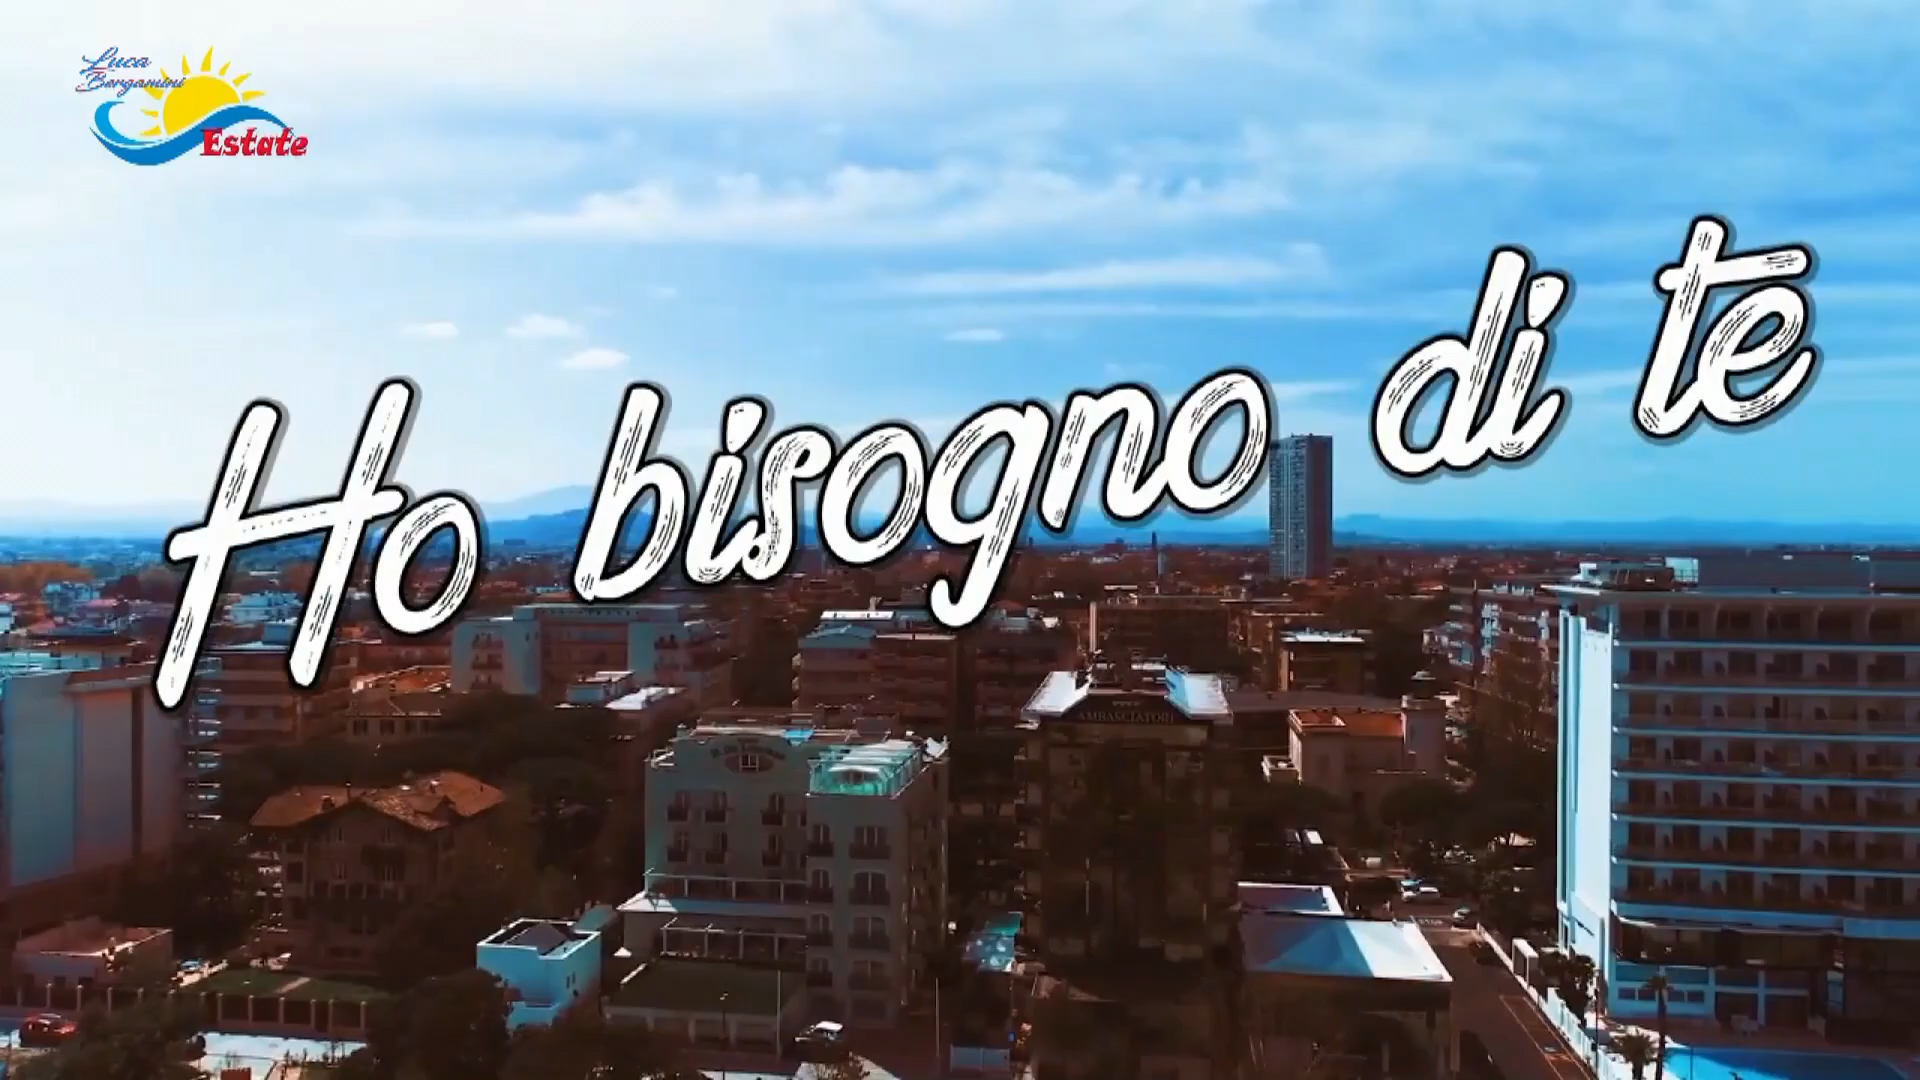 Luca
Bergamini
Estate
Ho bisogno di te
AMBASCIATORI